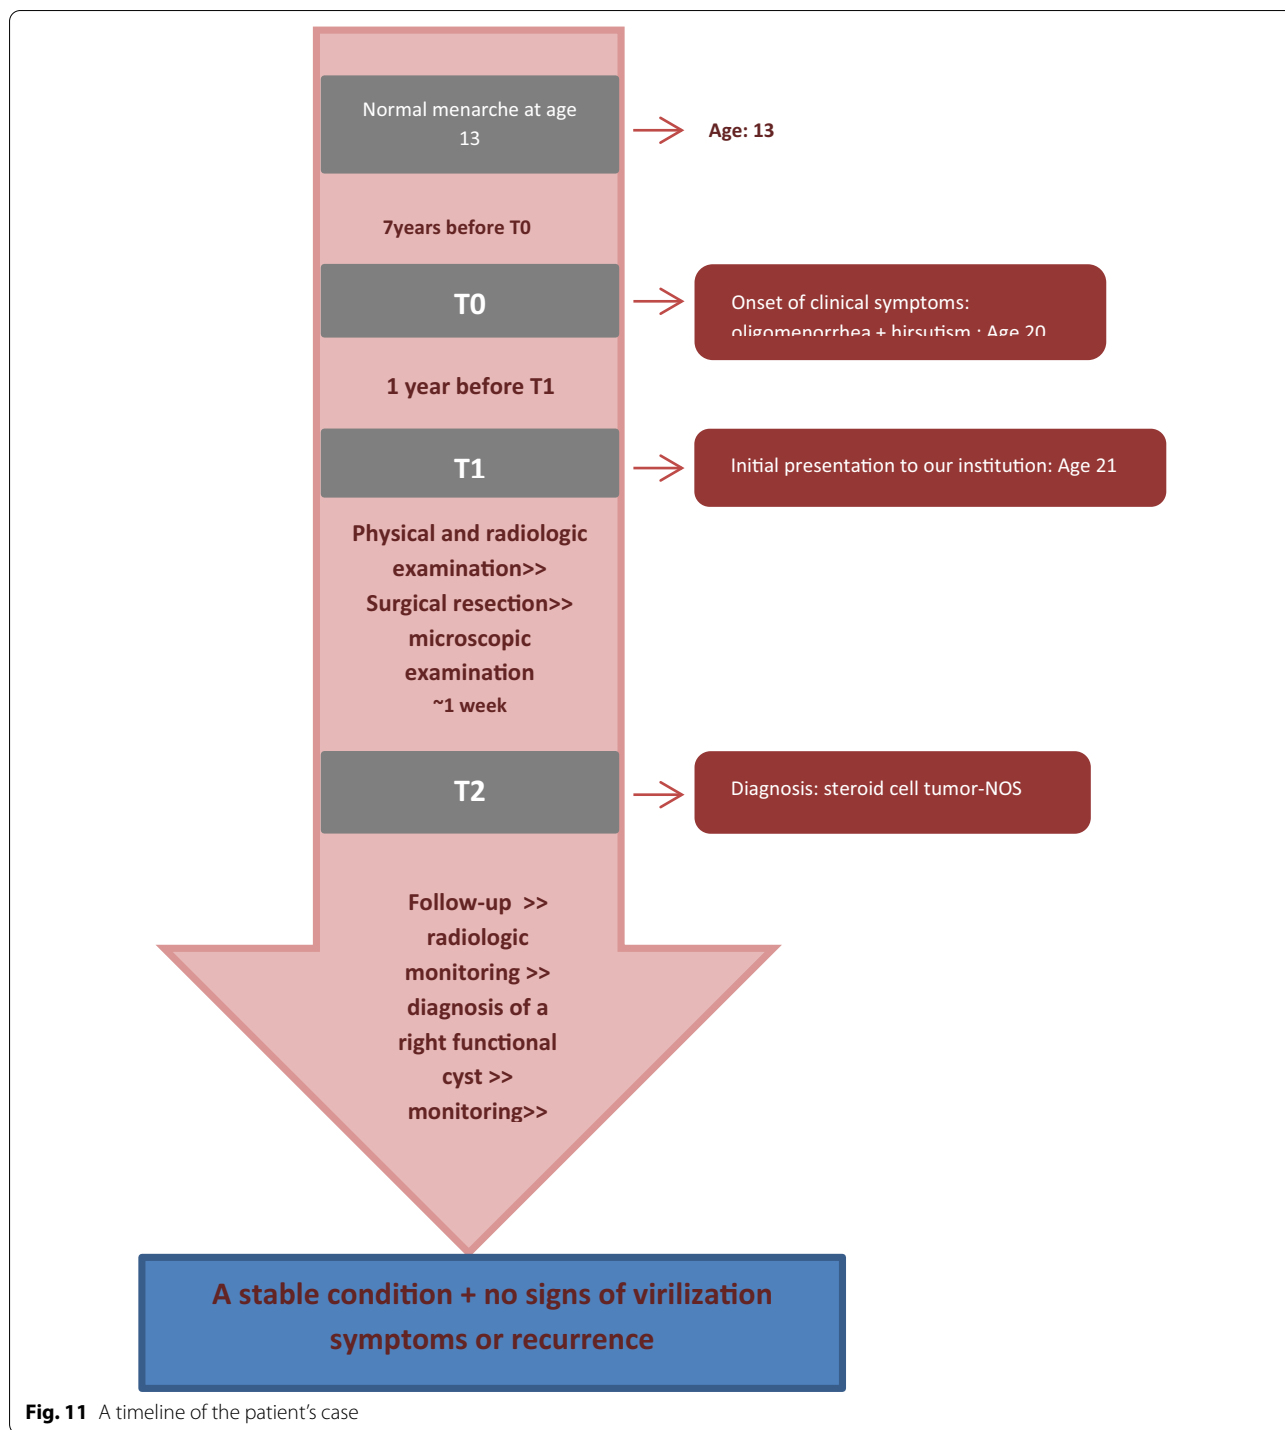 Normal menarche at age
13
Age: 13
7years before T0
T0
Onset of clinical symptoms:
oligomenorrhea + hirsutism : Age 20
1 year before T1
T1
Initial presentation to our institution: Age 21
Physical and radiologic
examination>>
Surgical resection>>
microscopic
examination
~1 week
T2
Diagnosis: steroid cell tumor-NOS
Follow-up >>
radiologic
monitoring >>
diagnosis of a
right functional
cyst >>
monitoring>>
A stable condition + no signs of virilization
symptoms or recurrence
Fig. 11 A timeline of the patient’s case